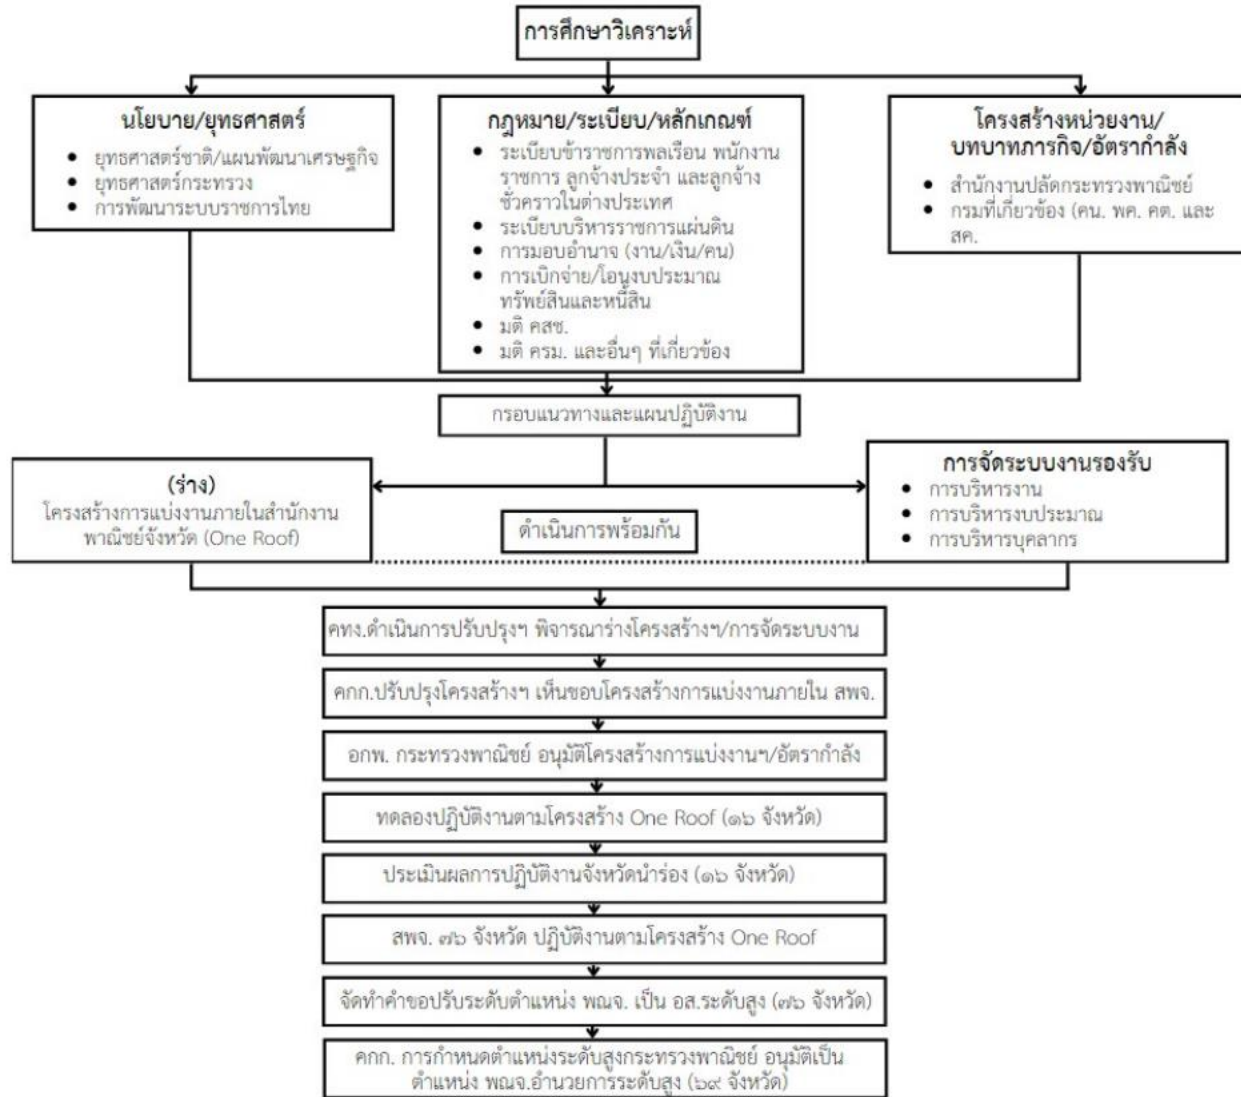 การศึกษาวิเคราะห์
นโยบาย/ยุทธศาสตร์
• ยุทธศาสตร์ชาติ/แผนพัฒนาเศรษฐกิจ
• ยุทธศาสตร์กระทรวง
• การพัฒนาระบบราชการไทย
กฎหมาย/ระเบียบ/หลักเกณฑ์
• ระเบียบข้าราชการพลเรือน พนักงาน
ราชการ ลูกจ้างประจำ และลูกจ้าง
ชั่วคราวในต่างประเทศ
• ระเบียบบริหารราชการแผ่นดิน
• การมอบอำนาจ (งาน/เงิน/คน)
• การเบิกจ่าย/โอนงบประมาณ
ทรัพย์สินและหนี้สิน
• มติ คสช.
• มติ ครม. และอื่นๆ ที่เกี่ยวข้อง
โครงสร้างหน่วยงาน/
บทบาทภารกิจ/อัตรากำลัง
• สำนักงานปลัดกระทรวงพาณิชย์
• กรมที่เกี่ยวข้อง (คน. พค. คต. และ
สค.
กรอบแนวทางและแผนปฏิบัติงาน
(ร่าง)
โครงสร้างการแบ่งงานภายในสำนักงาน
พาณิชย์จังหวัด (One Roof)
ดำเนินการพร้อมกัน
การจัดระบบงานรองรับ
• การบริหารงาน
• การบริหารงบประมาณ
• การบริหารบุคลากร
คทง.ดำเนินการปรับปรุงฯ พิจารณาร่างโครงสร้างฯ/การจัดระบบงาน
คกก.ปรับปรุงโครงสร้างฯ เห็นชอบโครงสร้างการแบ่งงานภายใน สพจ.
อกพ. กระทรวงพาณิชย์ อนุมัติโครงสร้างการแบ่งงานฯ/อัตรากำลัง
ทดลองปฏิบัติงานตามโครงสร้าง One Roof (๑๖ จังหวัด)
ประเมินผลการปฏิบัติงานจังหวัดนำร่อง (๑๖ จังหวัด)
สพจ. ๗๖ จังหวัด ปฏิบัติงานตามโครงสร้าง One Roof
จัดทำคำขอปรับระดับตำแหน่ง พณจ. เป็น อส.ระดับสูง (๗๖ จังหวัด)
คกก. การกำหนดตำแหน่งระดับสูงกระทรวงพาณิชย์ อนุมัติเป็น
ตำแหน่ง พณจ.อำนวยการระดับสูง (๖๙ จังหวัด)